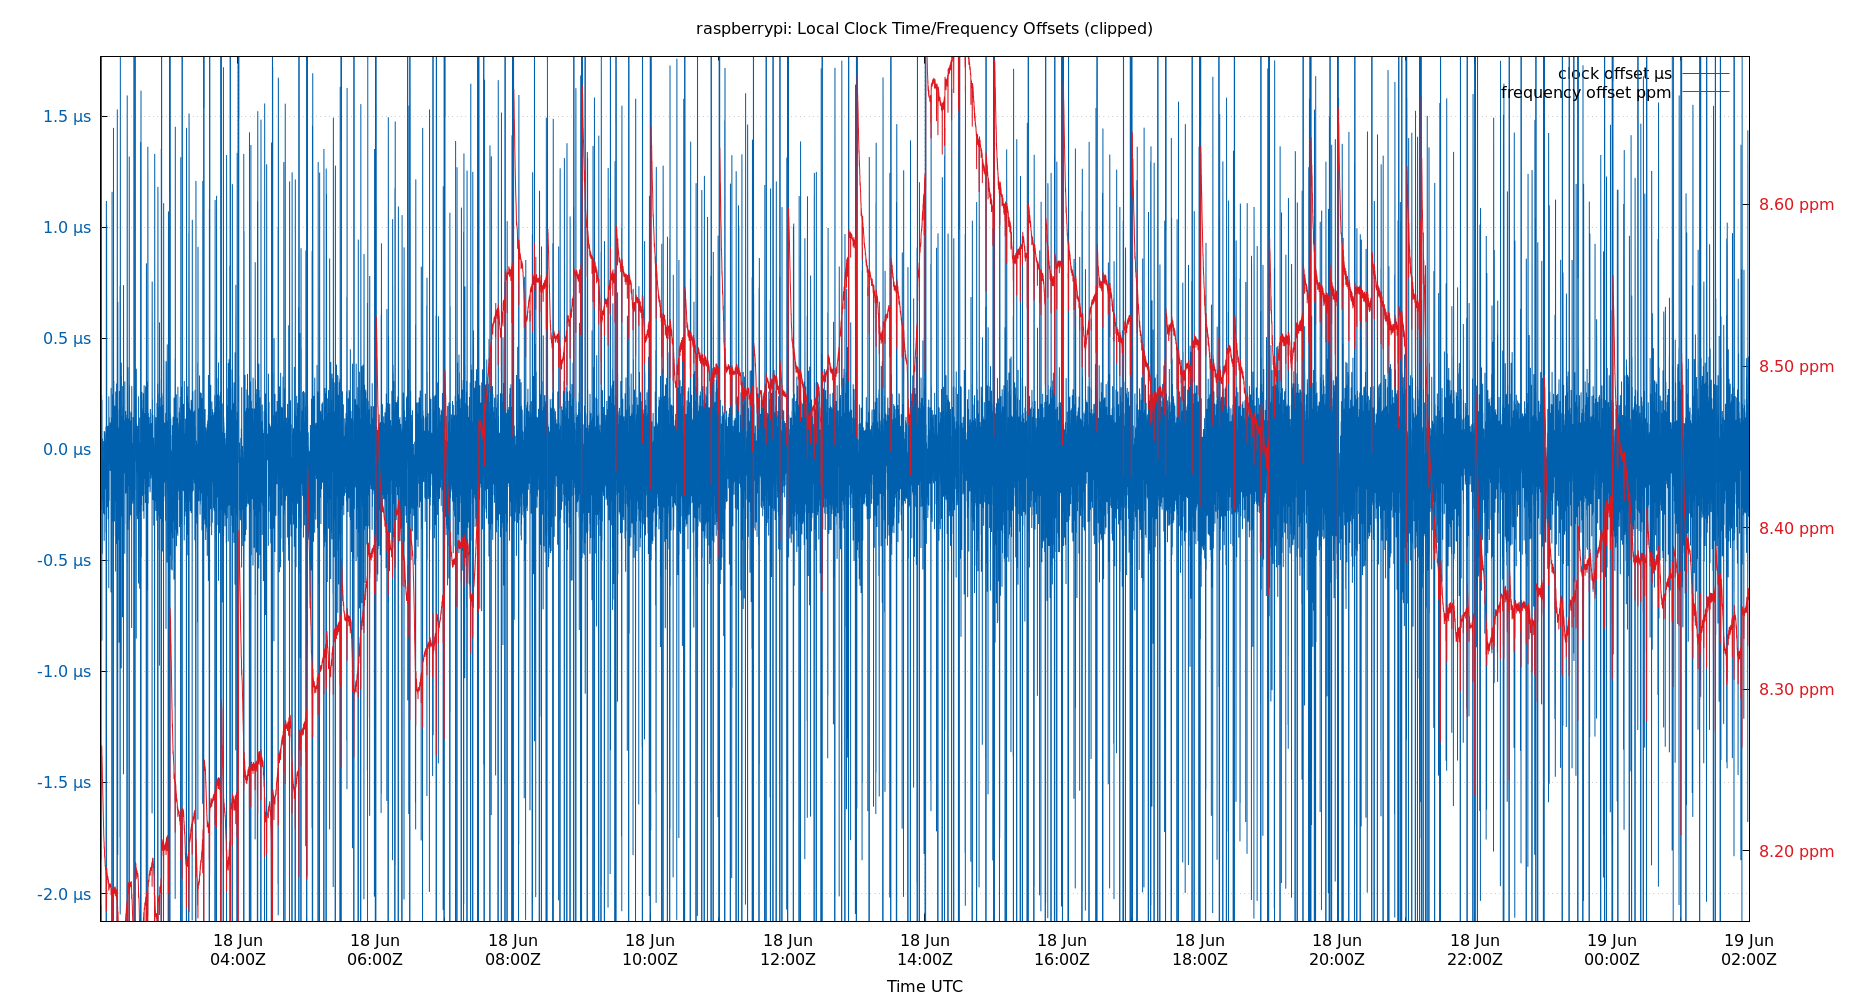 raspberrypi: Local Clock Time/Frequency Offsets (clipped)
clock offset µs
frequency offset ppm
1.5 µs
1.0 µs
0.5 µs
0.0 µs
-0.5 µs
-1.0 µs
-1.5 µs
-2.0 µs
8.60 ppm
8.50 ppm
8.40 ppm
8.30 ppm
8.20 ppm
18 Jun 18 Jun 18 Jun 18 Jun 18 Jun 18 Jun 18 Jun 18 Jun 18 Jun 18 Jun 19 Jun 19 Jun
04:00Z 06:00Z 08:00Z 10:00Z 12:00Z 14:00Z 16:00Z 18:00Z 20:00Z 22:00Z 00:00Z 02:00Z
Time UTC